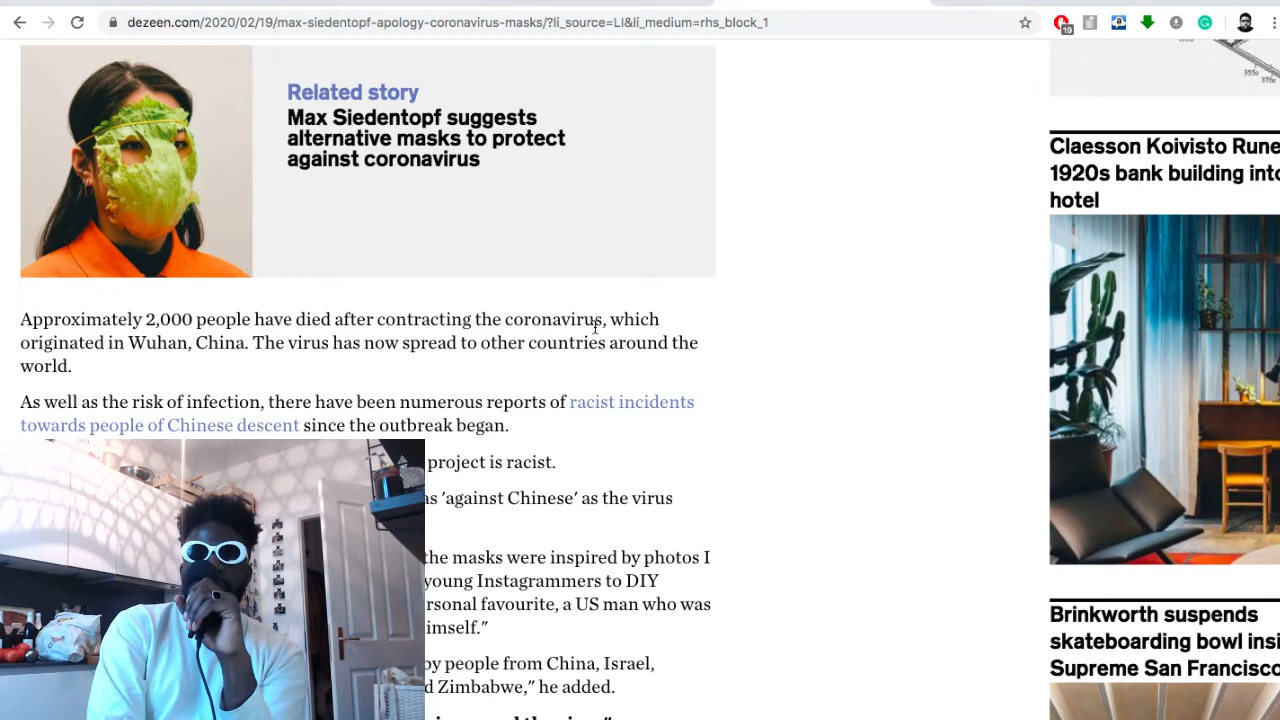 dezeen.com/2020/02/19/max-siedentopf-apology-coronavirus-masks/?li_source=LI&li_medium=rhs_block_1
19
Related story
Max Siedentopf suggests
alternative masks to protect
against coronavirus
Approximately 2,000 people have died after contracting the coronavirus, which
originated in Wuhan, China. The virus has now spread to other countries around the
world.
As well as the risk of infection, there have been numerous reports of racist incidents
towards people of Chinese descent since the outbreak began.
project is racist.
as 'against Chinese' as the virus
the masks were inspired by photos I
young Instagrammers to DIY
rsonal favourite, a US man who was
imself."
by people from China, Israel,
d Zimbabwe," he added.
355c
375c
Claesson Koivisto Rune
1920s bank building into
hotel
Brinkworth suspends
skateboarding bowl insi
Supreme San Francisco